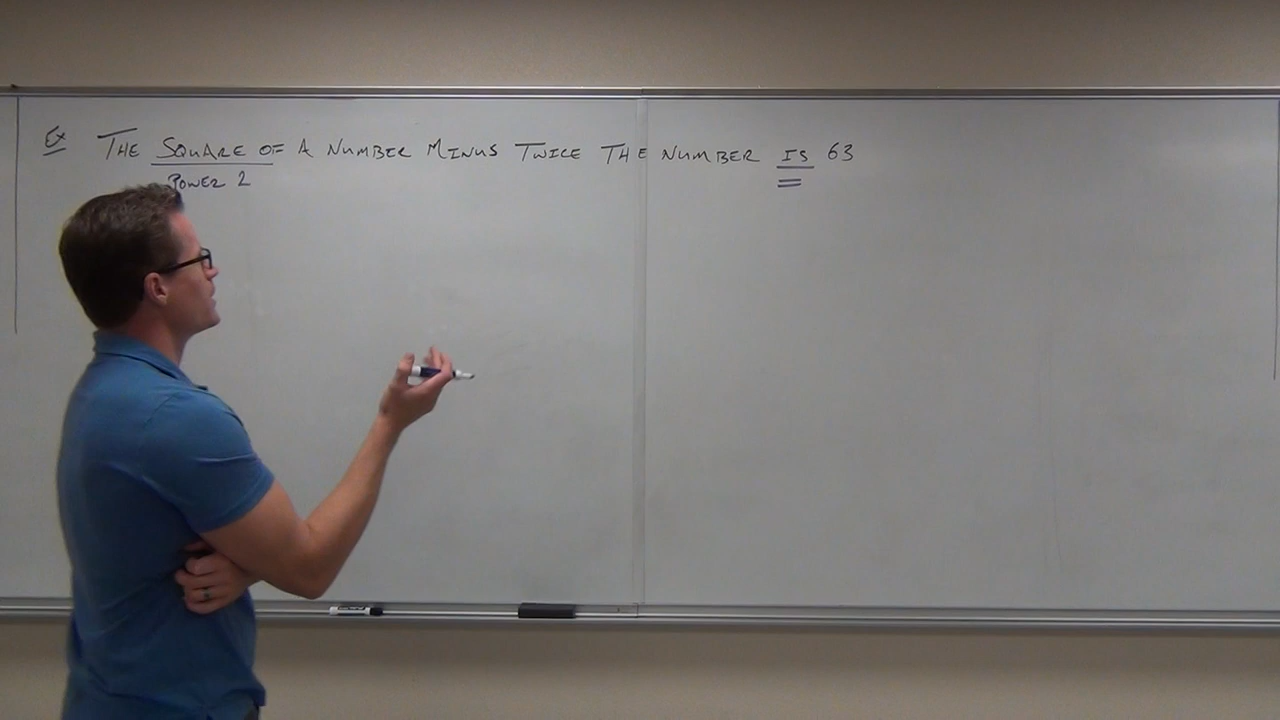 Ex The Square of a Number Minus Twice the Number is 63
Power 2 =